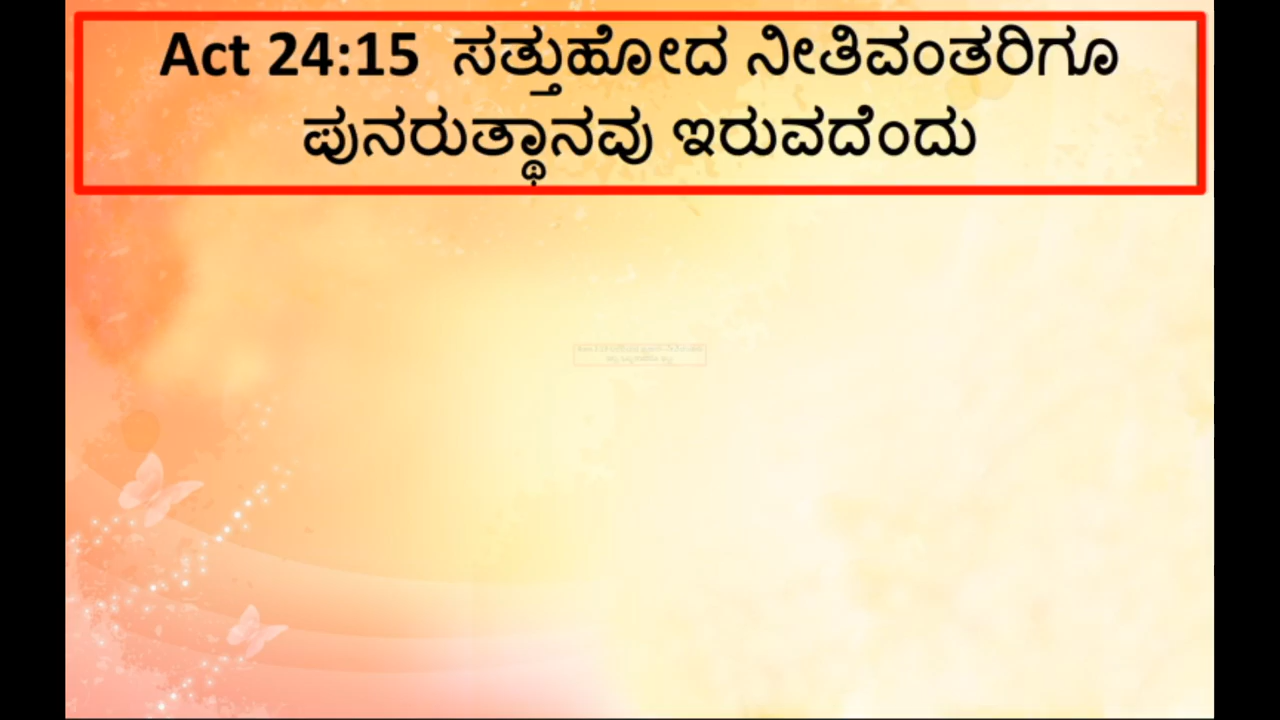 Act 24:15 ಸತ್ತುಹೋದ ನೀತಿವಂತರಿಗೂ
ಪುನರುತ್ಥಾನವು ಇರುವದೆಂದು